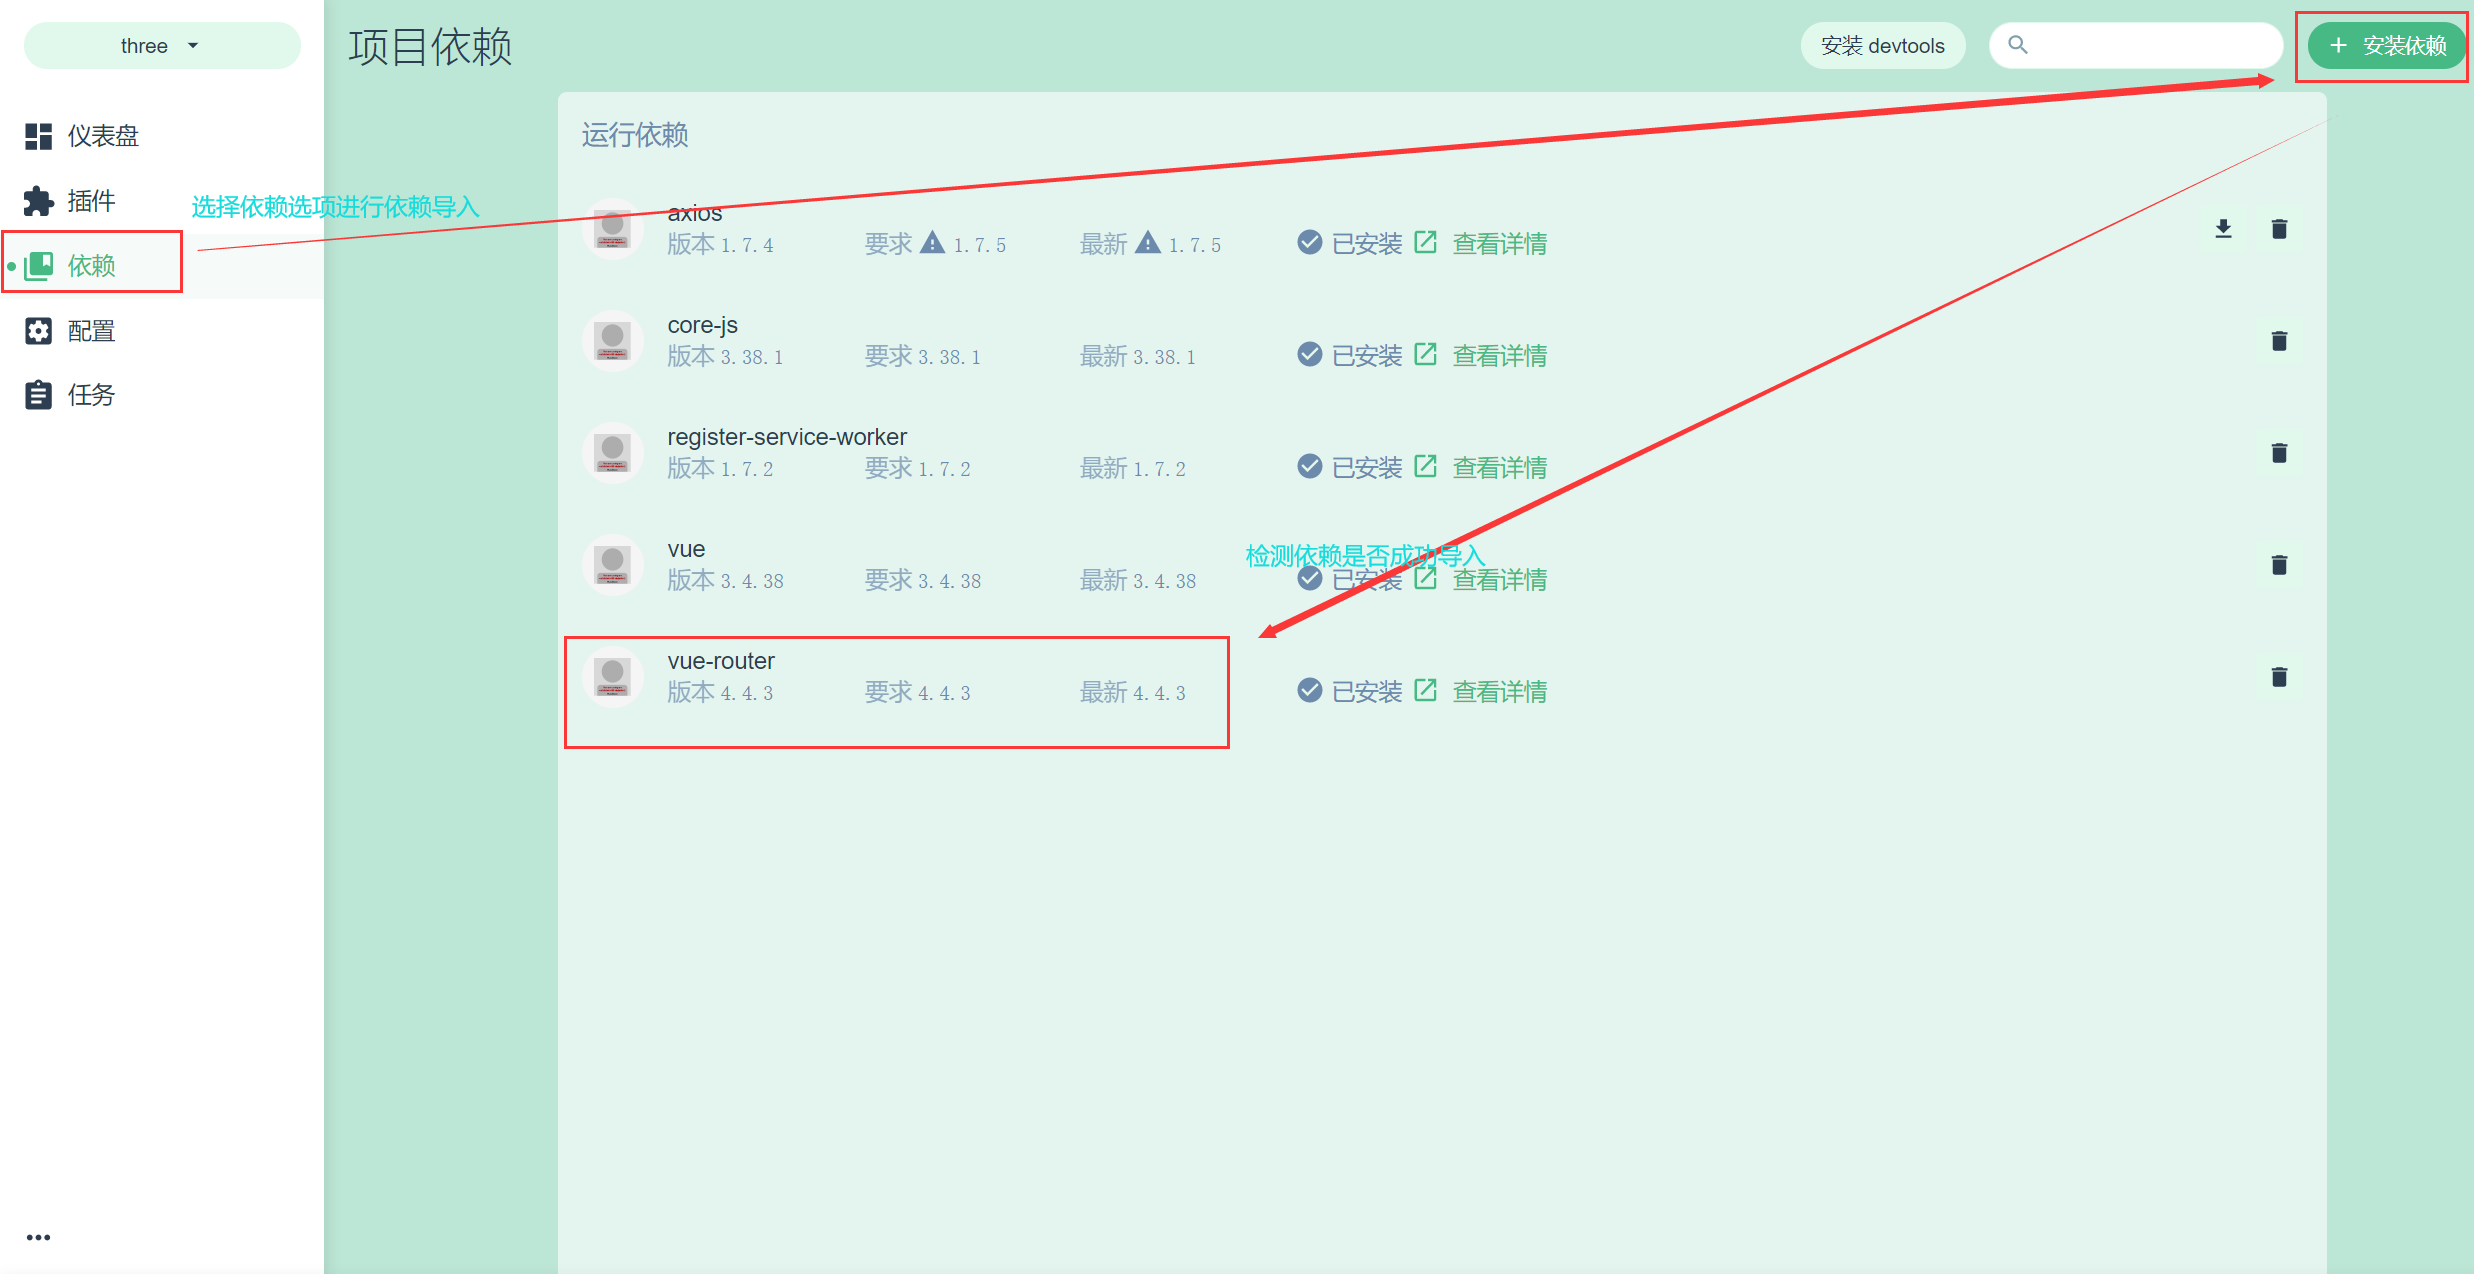 three
项目依赖
安装 devtools
安装依赖
仪表盘
插件
依赖
配置
任务
选择依赖选项进行依赖导入
运行依赖
axios
版本 1.7.4 要求 1.7.5 最新 1.7.5 已安装 查看详情
core-js
版本 3.38.1 要求 3.38.1 最新 3.38.1 已安装 查看详情
register-service-worker
版本 1.7.2 要求 1.7.2 最新 1.7.2 已安装 查看详情
vue
检测依赖是否成功导入
版本 3.4.38 要求 3.4.38 最新 3.4.38 已安装 查看详情
vue-router
版本 4.4.3 要求 4.4.3 最新 4.4.3 已安装 查看详情